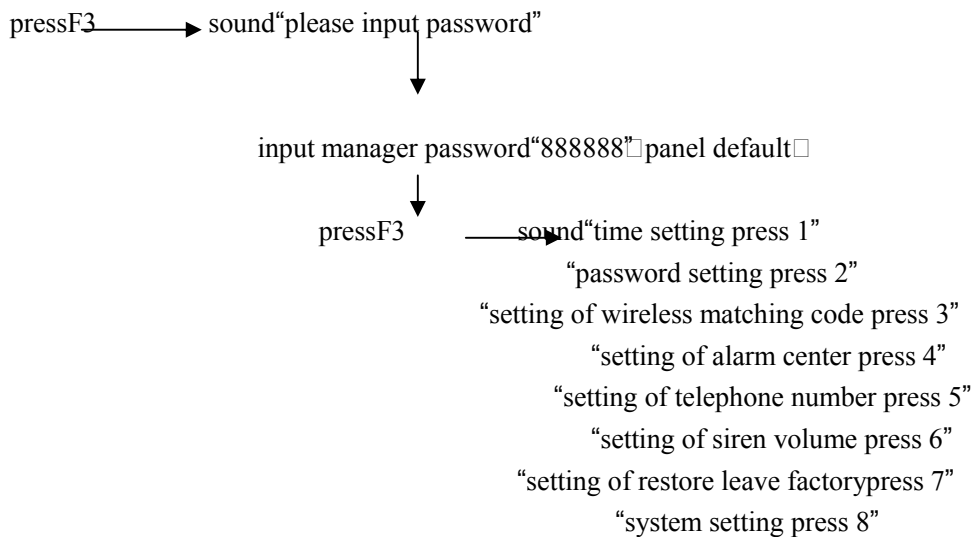 pressF3 sound“please input password”
input manager password“888888”□panel default□
pressF3 sound“time setting press 1”
“password setting press 2”
“setting of wireless matching code press 3”
“setting of alarm center press 4”
“setting of telephone number press 5”
“setting of siren volume press 6”
“setting of restore leave factorypress 7”
“system setting press 8”